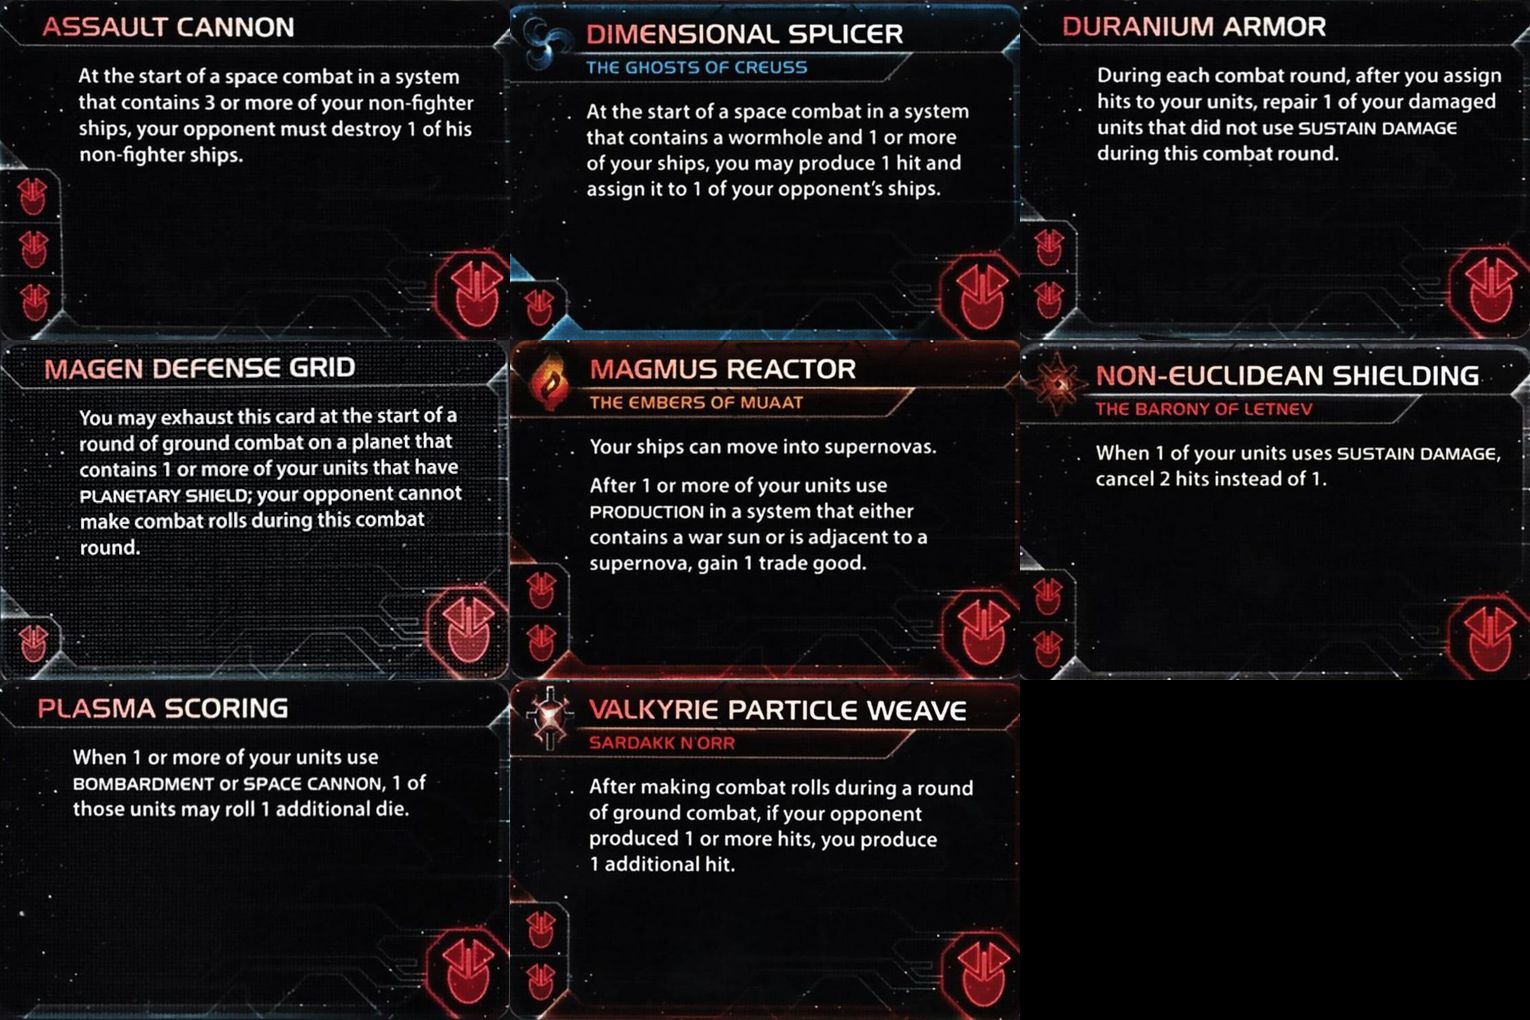 ASSAULT CANNON
At the start of a space combat in a system
that contains 3 or more of your non-fighter
ships, your opponent must destroy 1 of his
non-fighter ships.
DIMENSIONAL SPLICER
THE GHOSTS OF CREUSS
At the start of a space combat in a system
that contains a wormhole and 1 or more
of your ships, you may produce 1 hit and
assign it to 1 of your opponent's ships.
DURANIUM ARMOR
During each combat round, after you assign
hits to your units, repair 1 of your damaged
units that did not use SUSTAIN DAMAGE
during this combat round.
MAGEN DEFENSE GRID
You may exhaust this card at the start of a
round of ground combat on a planet that
contains 1 or more of your units that have
PLANETARY SHIELD; your opponent cannot
make combat rolls during this combat
round.
MAGMUS REACTOR
THE EMBERS OF MUAAT
Your ships can move into supernovas.
After 1 or more of your units use
PRODUCTION in a system that either
contains a war sun or is adjacent to a
supernova, gain 1 trade good.
NON-EUCLIDEAN SHIELDING
THE BARONY OF LETNEV
When 1 of your units uses SUSTAIN DAMAGE,
cancel 2 hits instead of 1.
PLASMA SCORING
When 1 or more of your units use
BOMBARDMENT or SPACE CANNON, 1 of
those units may roll 1 additional die.
VALKYRIE PARTICLE WEAVE
SARDAKK N'ORR
After making combat rolls during a round
of ground combat, if your opponent
produced 1 or more hits, you produce
1 additional hit.